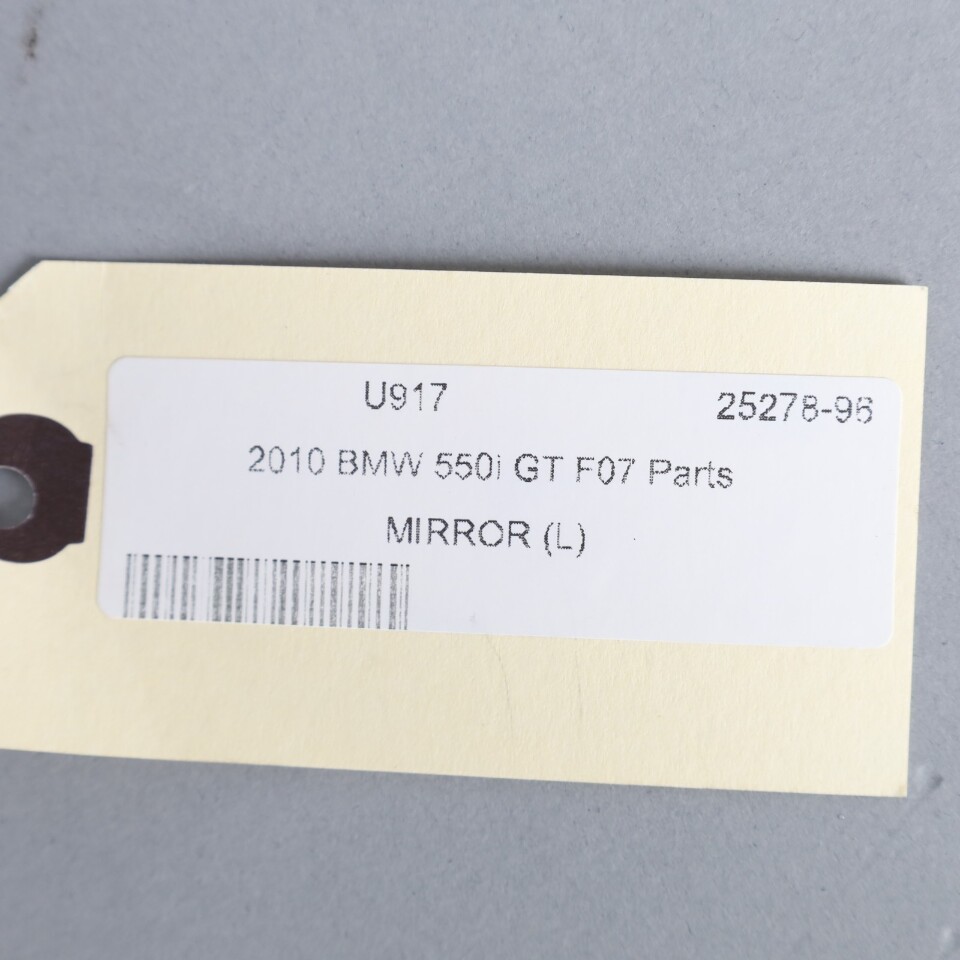 U917 25278-96
2010 BMW 550i GT F07 Parts
MIRROR (L)